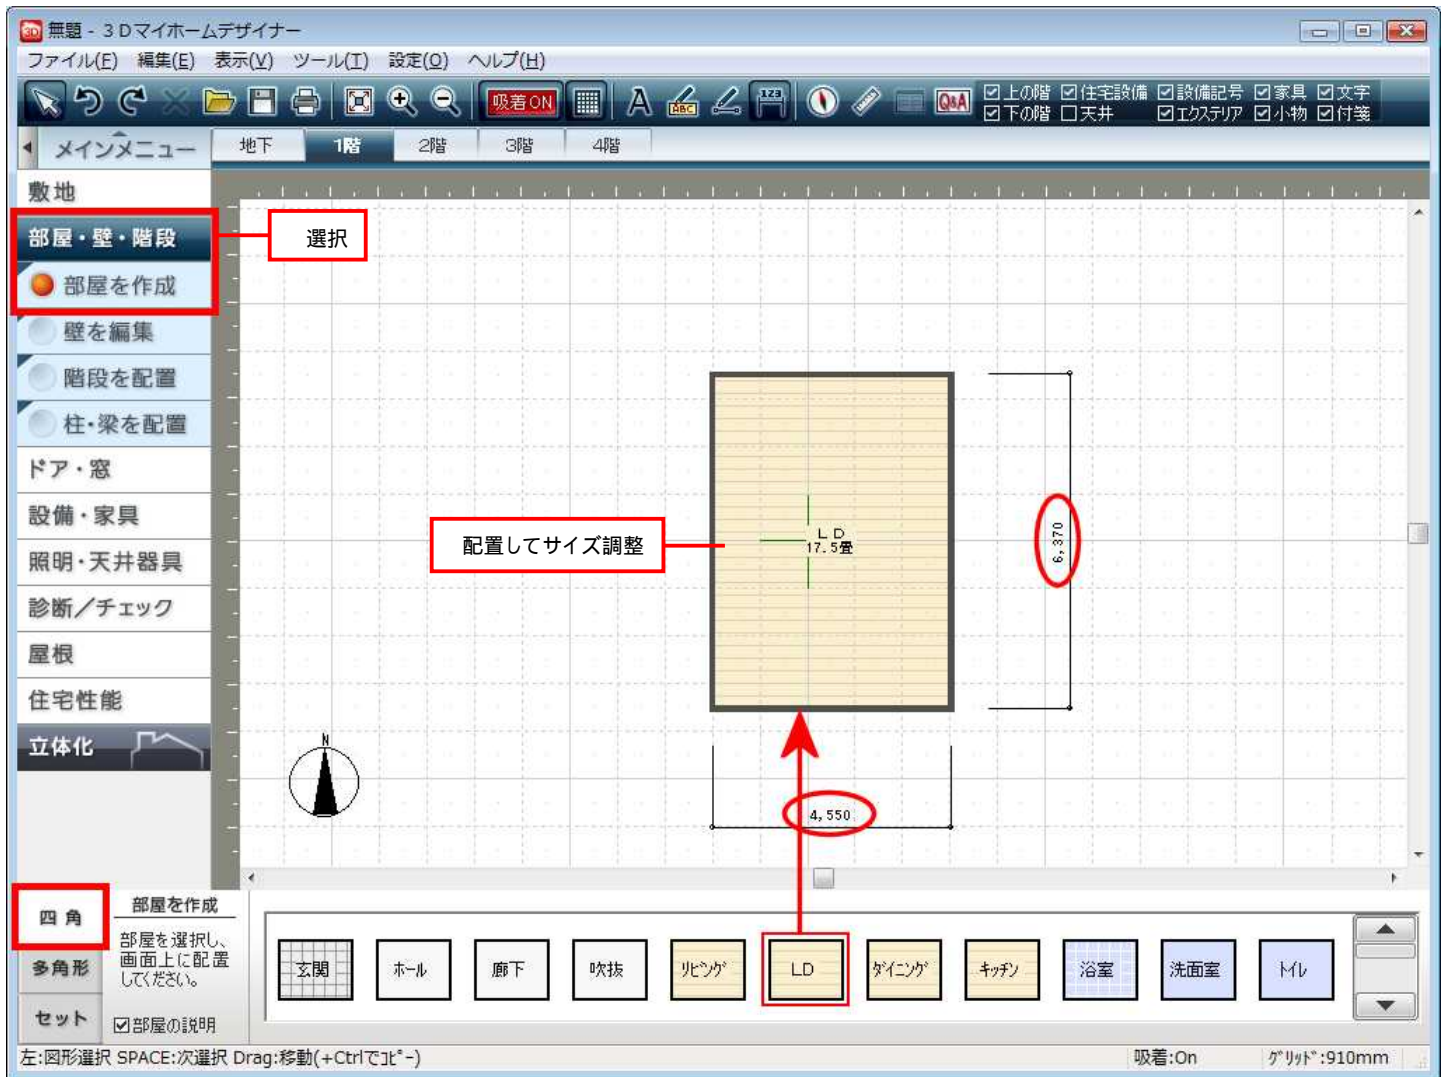 無題 - 3Dマイホームデザイナー
ファイル(F) 編集(E) 表示(V) ツール(T) 設定(O) ヘルプ(H)
吸着ON A ABC 123 Q&A
上の階 住宅設備 設備記号 家具 文字
下の階 天井 エクステリア 小物 付箋
メインメニュー
地下 1階 2階 3階 4階
敷地
部屋・壁・階段
選択
部屋を作成
壁を編集
階段を配置
柱・梁を配置
ドア・窓
設備・家具
照明・天井器具
診断/チェック
屋根
住宅性能
立体化
配置してサイズ調整
LD
17.5畳
6,370
N
4,550
四角
多角形
セット
部屋を作成
部屋を選択し、
画面上に配置
してください。
部屋の説明
玄関 ホール 廊下 吹抜 リビング LD ダイニング キッチン 浴室 洗面室 トイレ
左:図形選択 SPACE:次選択 Drag:移動(+Ctrlでコピー) 吸着:On グリッド:910mm